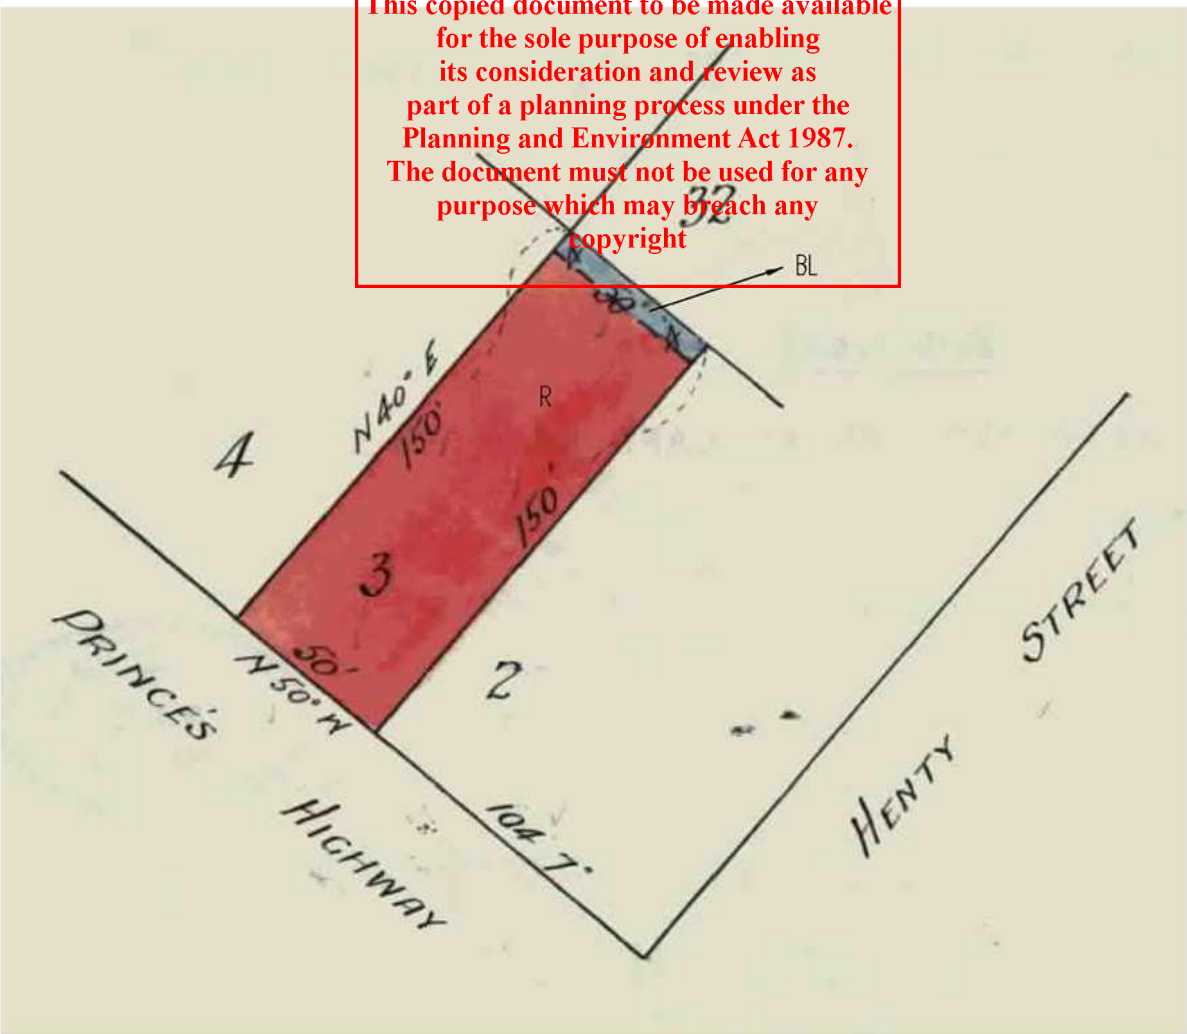 This copied document to be made available
for the sole purpose of enabling
its consideration and review as
part of a planning process under the
Planning and Environment Act 1987.
The document must not be used for any
purpose which may breach any
copyright
32
BL
50'
N 40° E
150'
R
4
150'
3
STREET
50'
N 50° W
2
PRINCE'S
HENTY
HIGHWAY
104' 7"